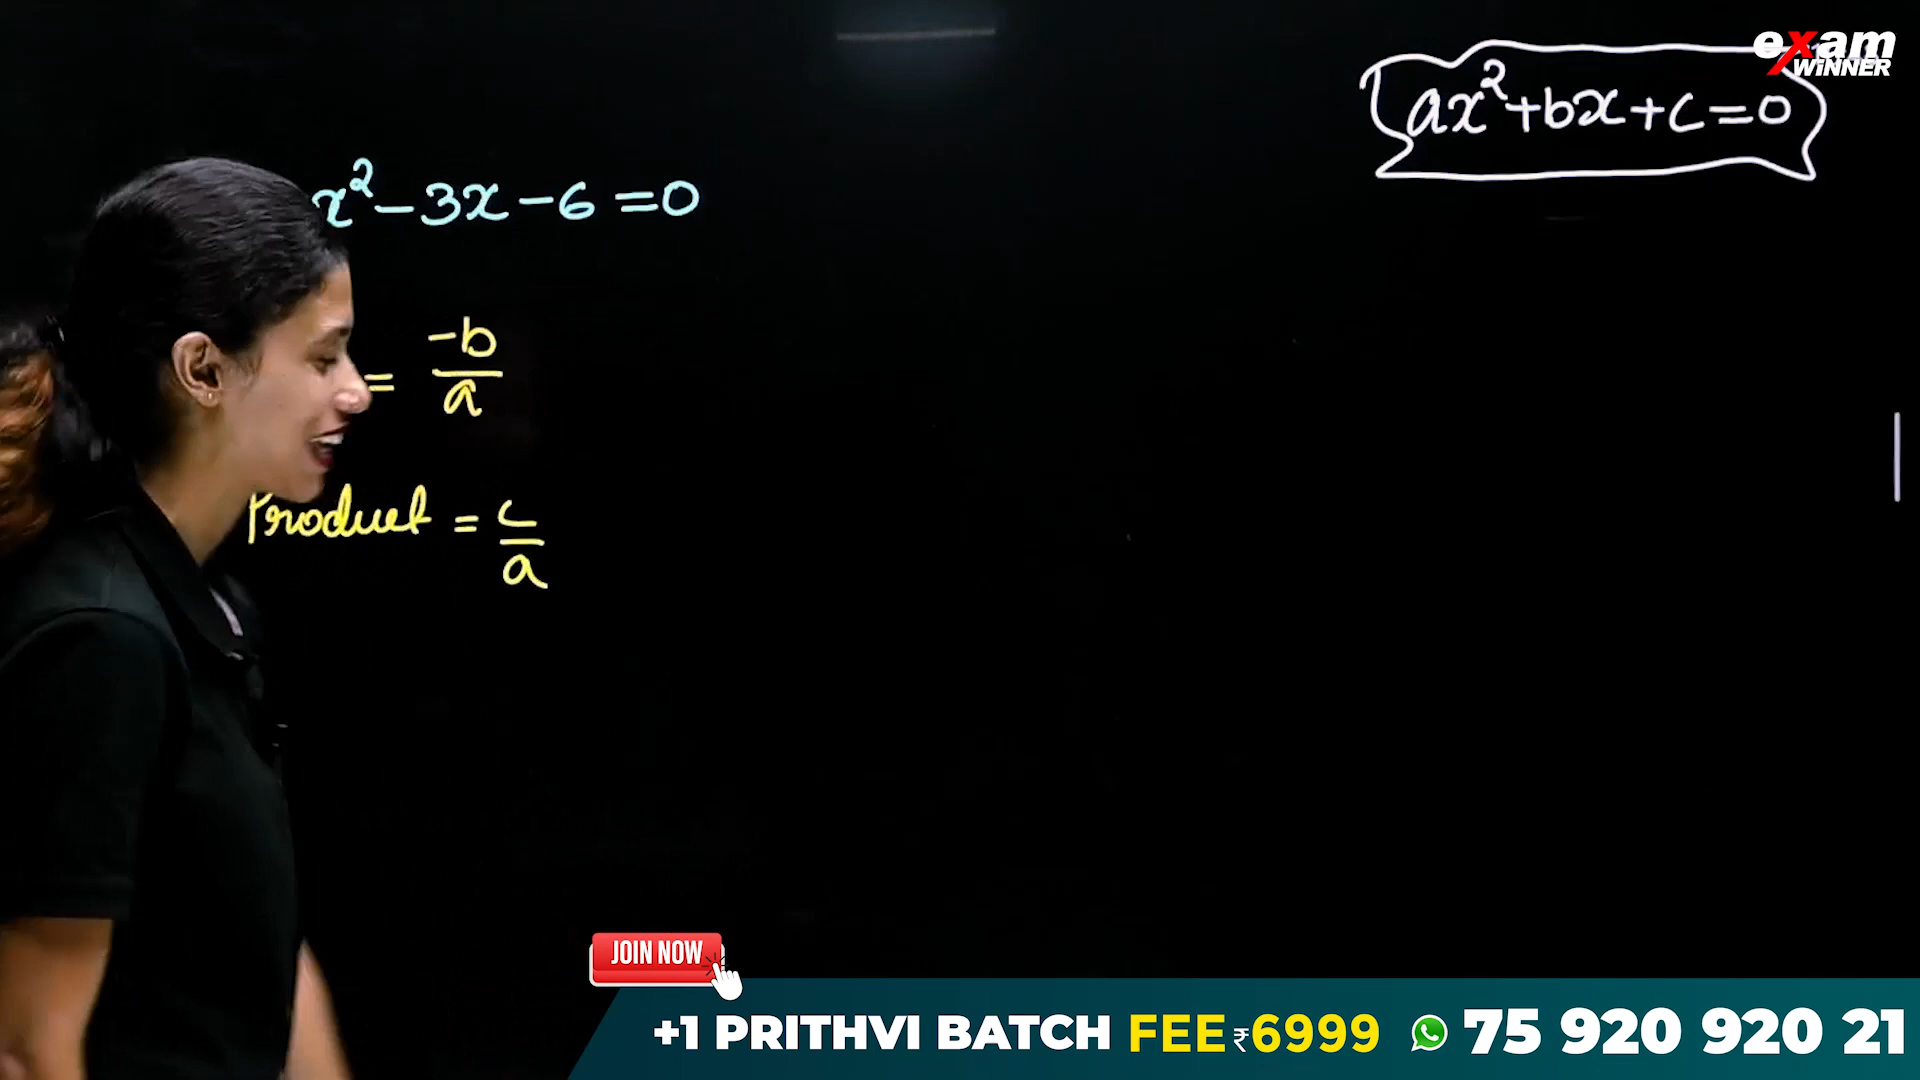 exam
WiNNER
ax²+bx+c=0
x²-3x-6=0
= -b/a
Product = c/a
JOIN NOW
+1 PRITHVI BATCH FEE ₹6999 75 920 920 21